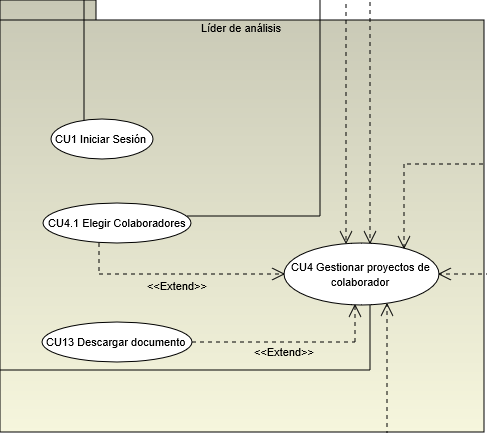 Líder de análisis
CU1 Iniciar Sesión
CU4.1 Elegir Colaboradores
CU4 Gestionar proyectos de
colaborador
<<Extend>>
CU13 Descargar documento
<<Extend>>